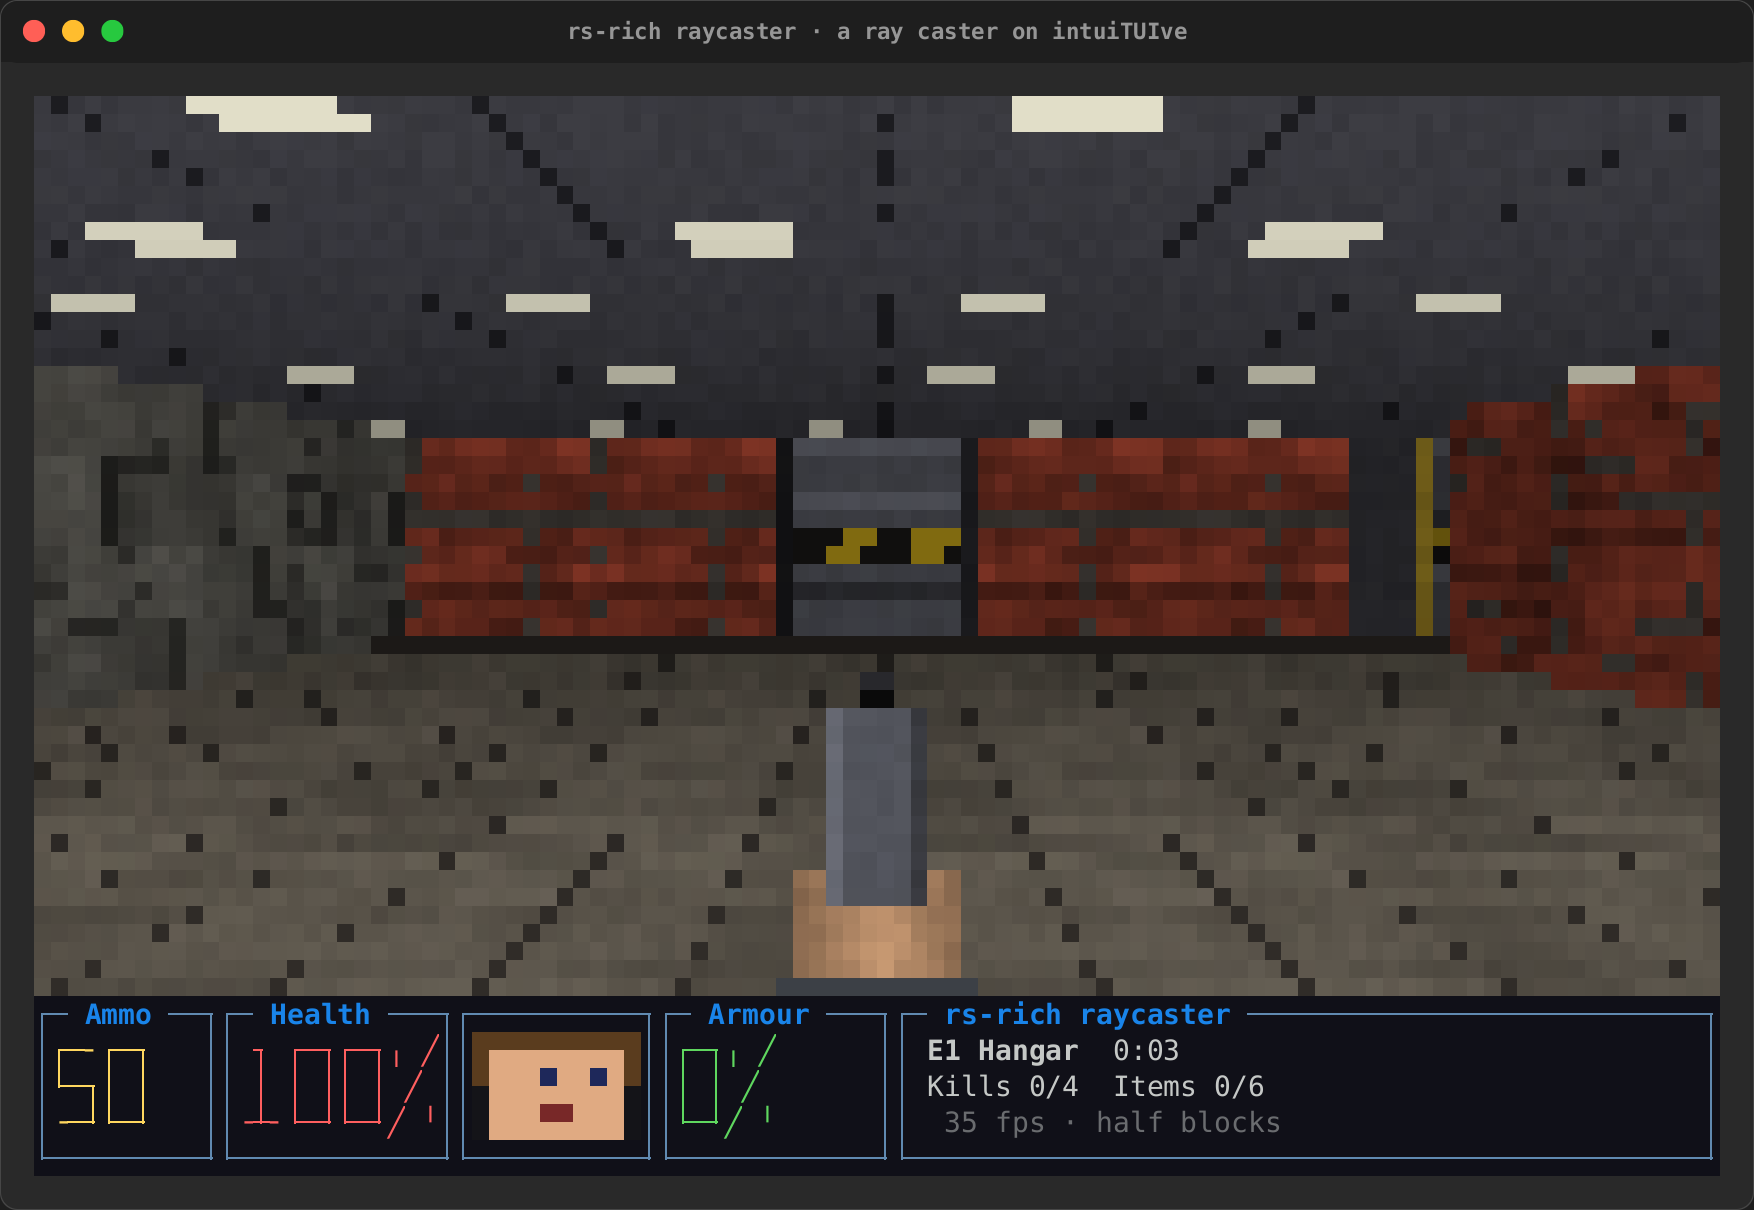 rs-rich raycaster · a ray caster on intuiTUIve
Ammo
50
Health
100%
Armour
0%
rs-rich raycaster
E1 Hangar 0:03
Kills 0/4 Items 0/6
35 fps · half blocks